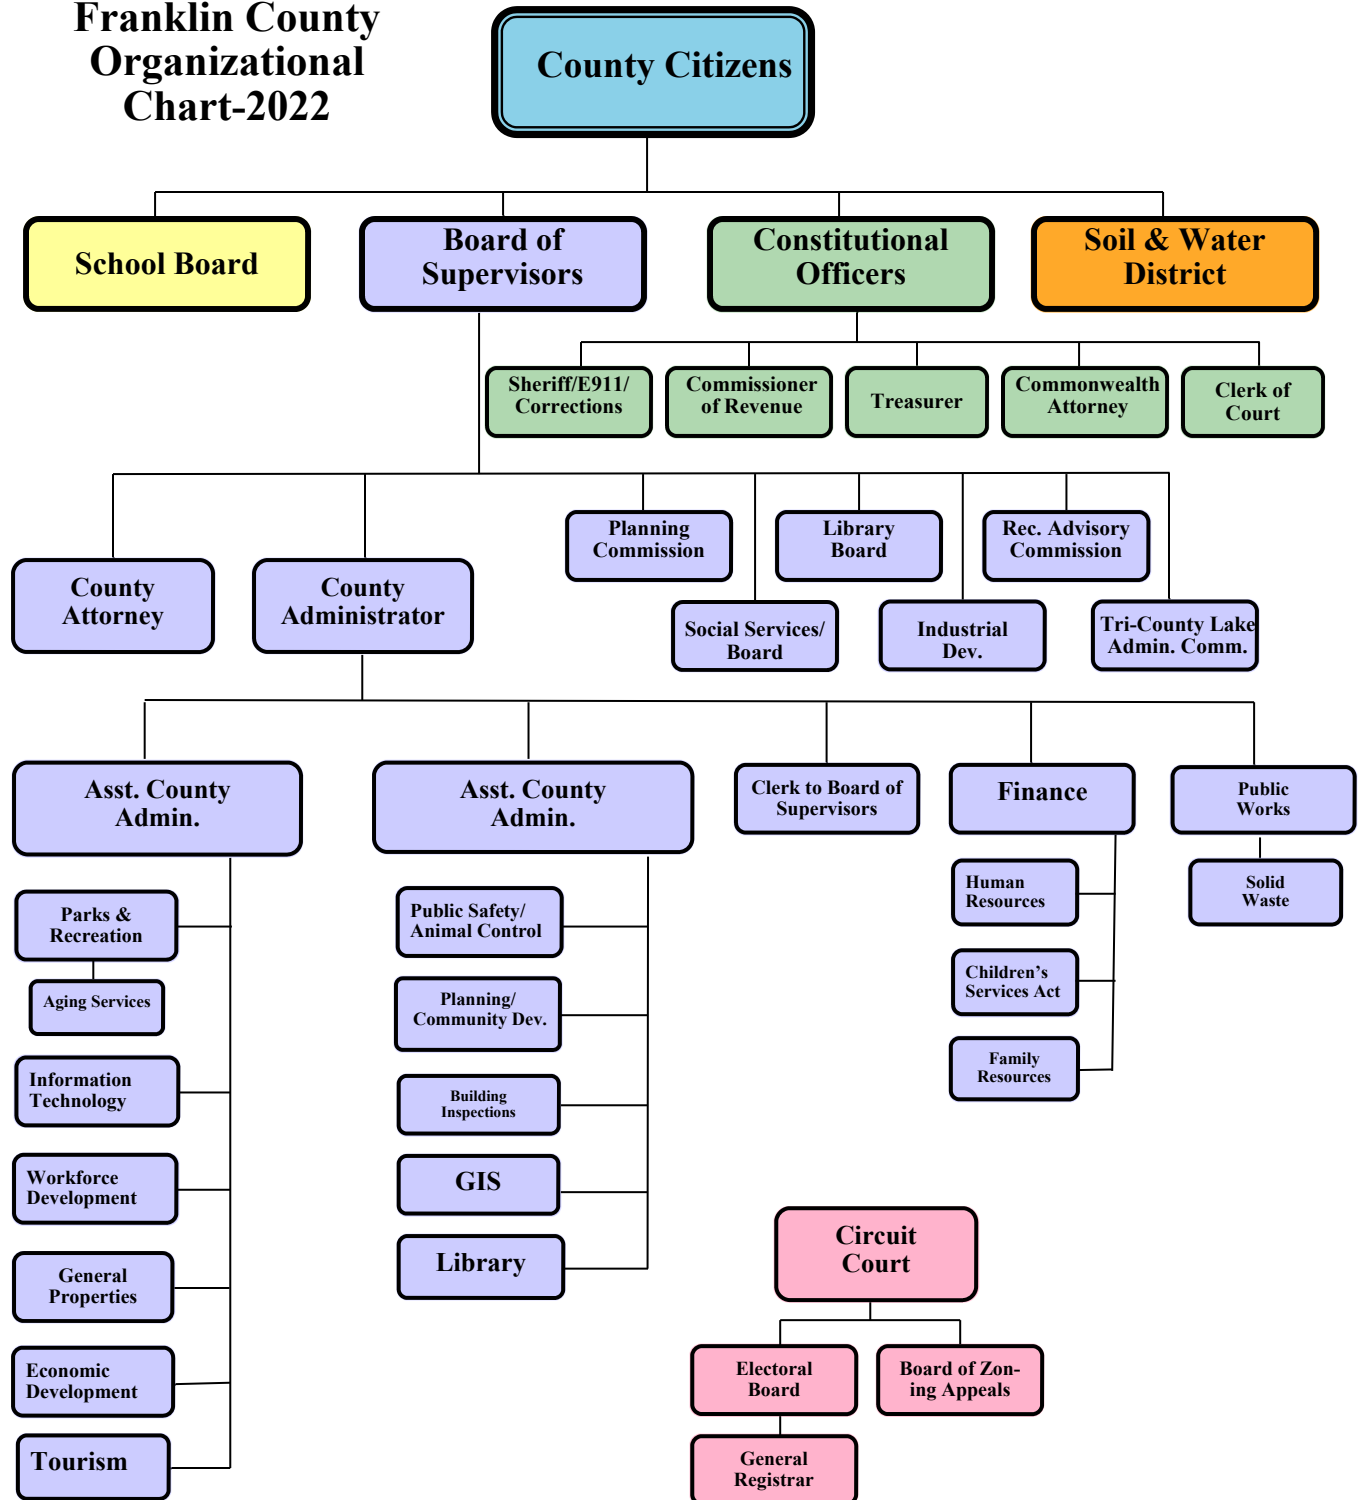 Franklin County
Organizational
Chart-2022
County Citizens
School Board
Board of
Supervisors
Constitutional
Officers
Soil & Water
District
Sheriff/E911/
Corrections
Commissioner
of Revenue
Treasurer
Commonwealth
Attorney
Clerk of
Court
Planning
Commission
Library
Board
Rec. Advisory
Commission
County
Attorney
County
Administrator
Social Services/
Board
Industrial
Dev.
Tri-County Lake
Admin. Comm.
Asst. County
Admin.
Asst. County
Admin.
Clerk to Board of
Supervisors
Finance
Public
Works
Parks &
Recreation
Aging Services
Information
Technology
Workforce
Development
General
Properties
Economic
Development
Tourism
Public Safety/
Animal Control
Planning/
Community Dev.
Building
Inspections
GIS
Library
Human
Resources
Children's
Services Act
Family
Resources
Solid
Waste
Circuit
Court
Electoral
Board
Board of Zon-
ing Appeals
General
Registrar